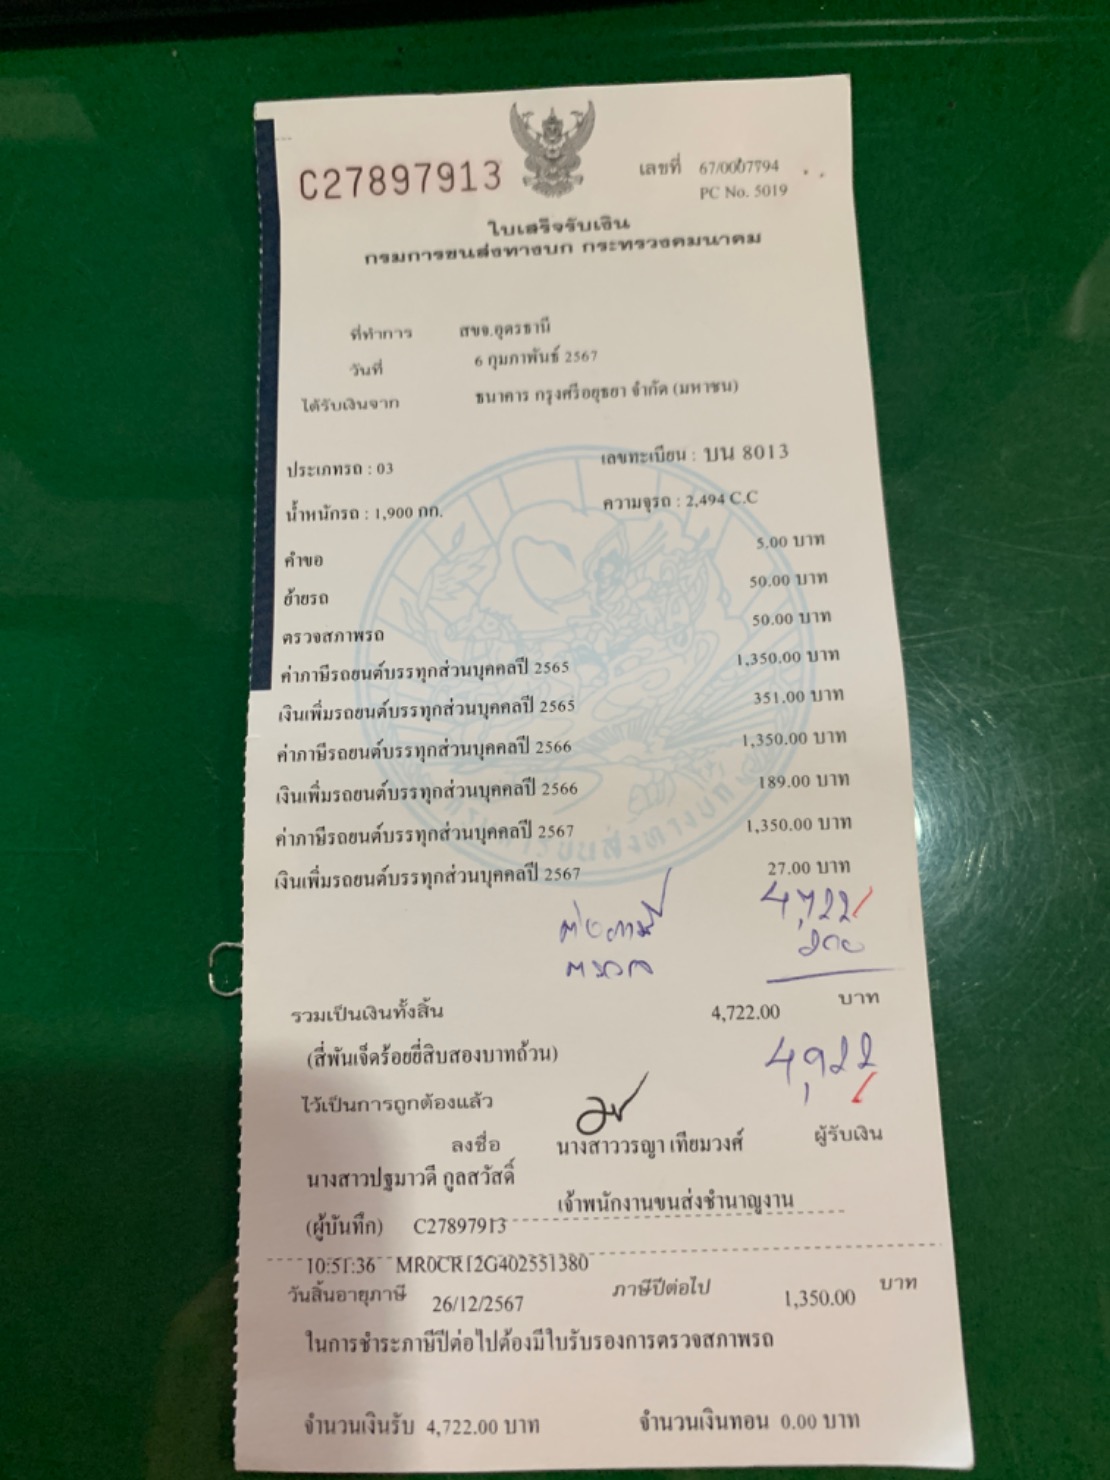 C27897913
เลขที่ 67/0007794
PC No. 5019
ใบเสร็จรับเงิน
กรมการขนส่งทางบก กระทรวงคมนาคม
ที่ทำการ สขจ.อุดรธานี
วันที่ 6 กุมภาพันธ์ 2567
ได้รับเงินจาก ธนาคาร กรุงศรีอยุธยา จำกัด (มหาชน)
ประเภทรถ : 03 เลขทะเบียน : บน 8013
น้ำหนักรถ : 1,900 กก. ความจุรถ : 2,494 C.C
คำขอ 5.00 บาท
ย้ายรถ 50.00 บาท
ตรวจสภาพรถ 50.00 บาท
ค่าภาษีรถยนต์บรรทุกส่วนบุคคลปี 2565 1,350.00 บาท
เงินเพิ่มรถยนต์บรรทุกส่วนบุคคลปี 2565 351.00 บาท
ค่าภาษีรถยนต์บรรทุกส่วนบุคคลปี 2566 1,350.00 บาท
เงินเพิ่มรถยนต์บรรทุกส่วนบุคคลปี 2566 189.00 บาท
ค่าภาษีรถยนต์บรรทุกส่วนบุคคลปี 2567 1,350.00 บาท
เงินเพิ่มรถยนต์บรรทุกส่วนบุคคลปี 2567 27.00 บาท
ต่อภาษี 4,722
ตรวจ
รวมเป็นเงินทั้งสิ้น 4,722.00 บาท
(สี่พันเจ็ดร้อยยี่สิบสองบาทถ้วน) 4,922
ไว้เป็นการถูกต้องแล้ว
ลงชื่อ นางสาววรญา เทียมวงศ์ ผู้รับเงิน
นางสาวปฐมาวดี กูลสวัสดิ์
เจ้าพนักงานขนส่งชำนาญงาน
(ผู้บันทึก) C27897913
10:51:36 MR0CR12G402551380
วันสิ้นอายุภาษี 26/12/2567 ภาษีปีต่อไป 1,350.00 บาท
ในการชำระภาษีปีต่อไปต้องมีใบรับรองการตรวจสภาพรถ
จำนวนเงินรับ 4,722.00 บาท จำนวนเงินทอน 0.00 บาท